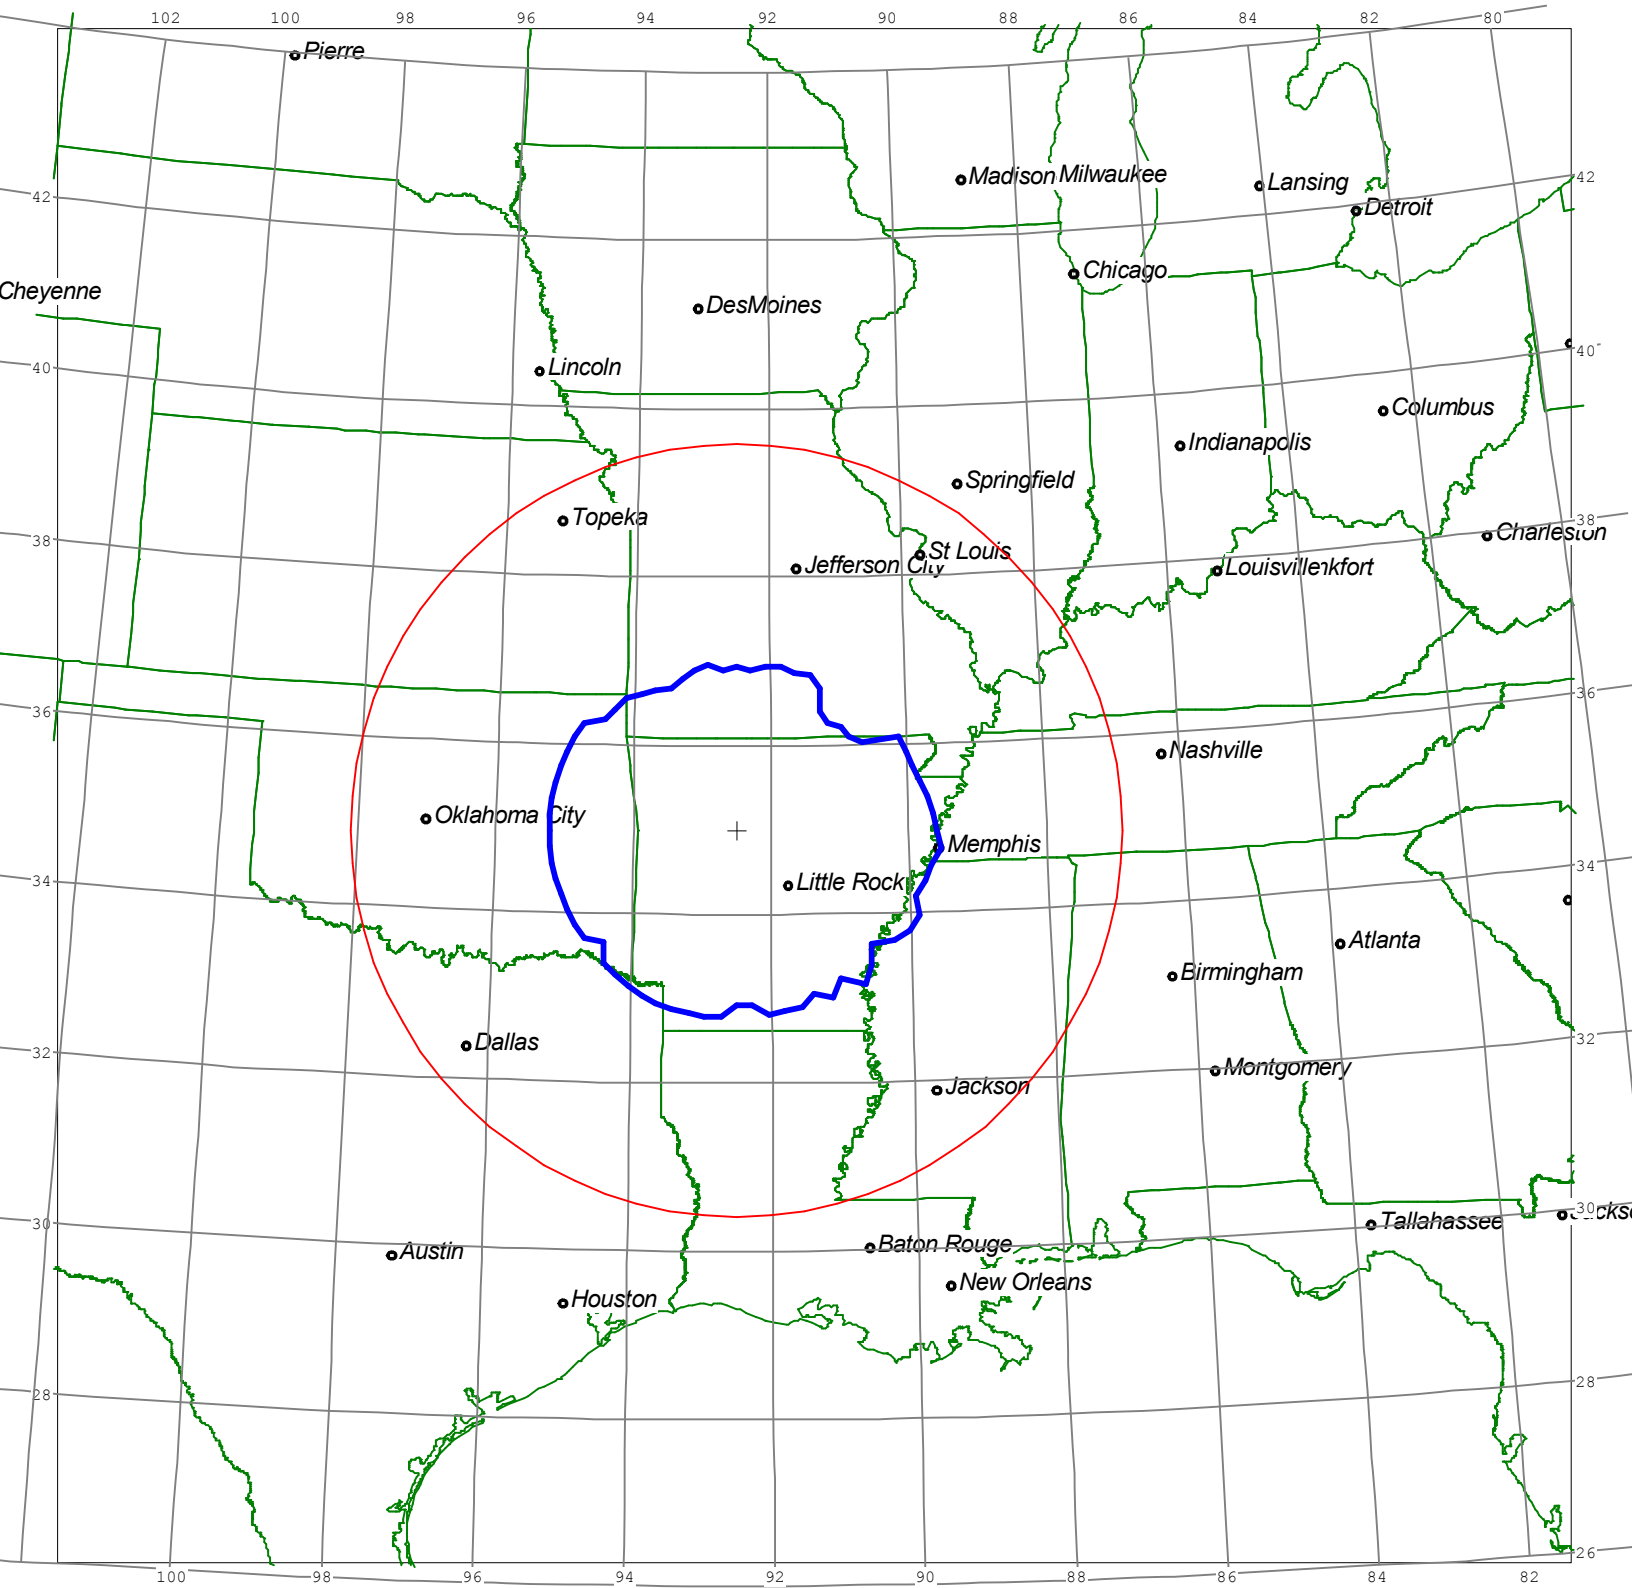 102 100 98 96 94 92 90 88 86 84 82 80
Pierre
Madison Milwaukee
Lansing
42 42
Detroit
Chicago
Cheyenne
DesMoines
40
Lincoln
40
Columbus
Indianapolis
Springfield
Topeka
38
Charleston
38
St Louis
Jefferson City
Louisville nkfort
36
36
Nashville
Oklahoma City
Memphis
34
Little Rock
34
Atlanta
Birmingham
Dallas
32
32
Montgomery
Jackson
30
30
Tallahassee
Jackso
Baton Rouge
Austin
New Orleans
Houston
28
28
26
100 98 96 94 92 90 88 86 84 82